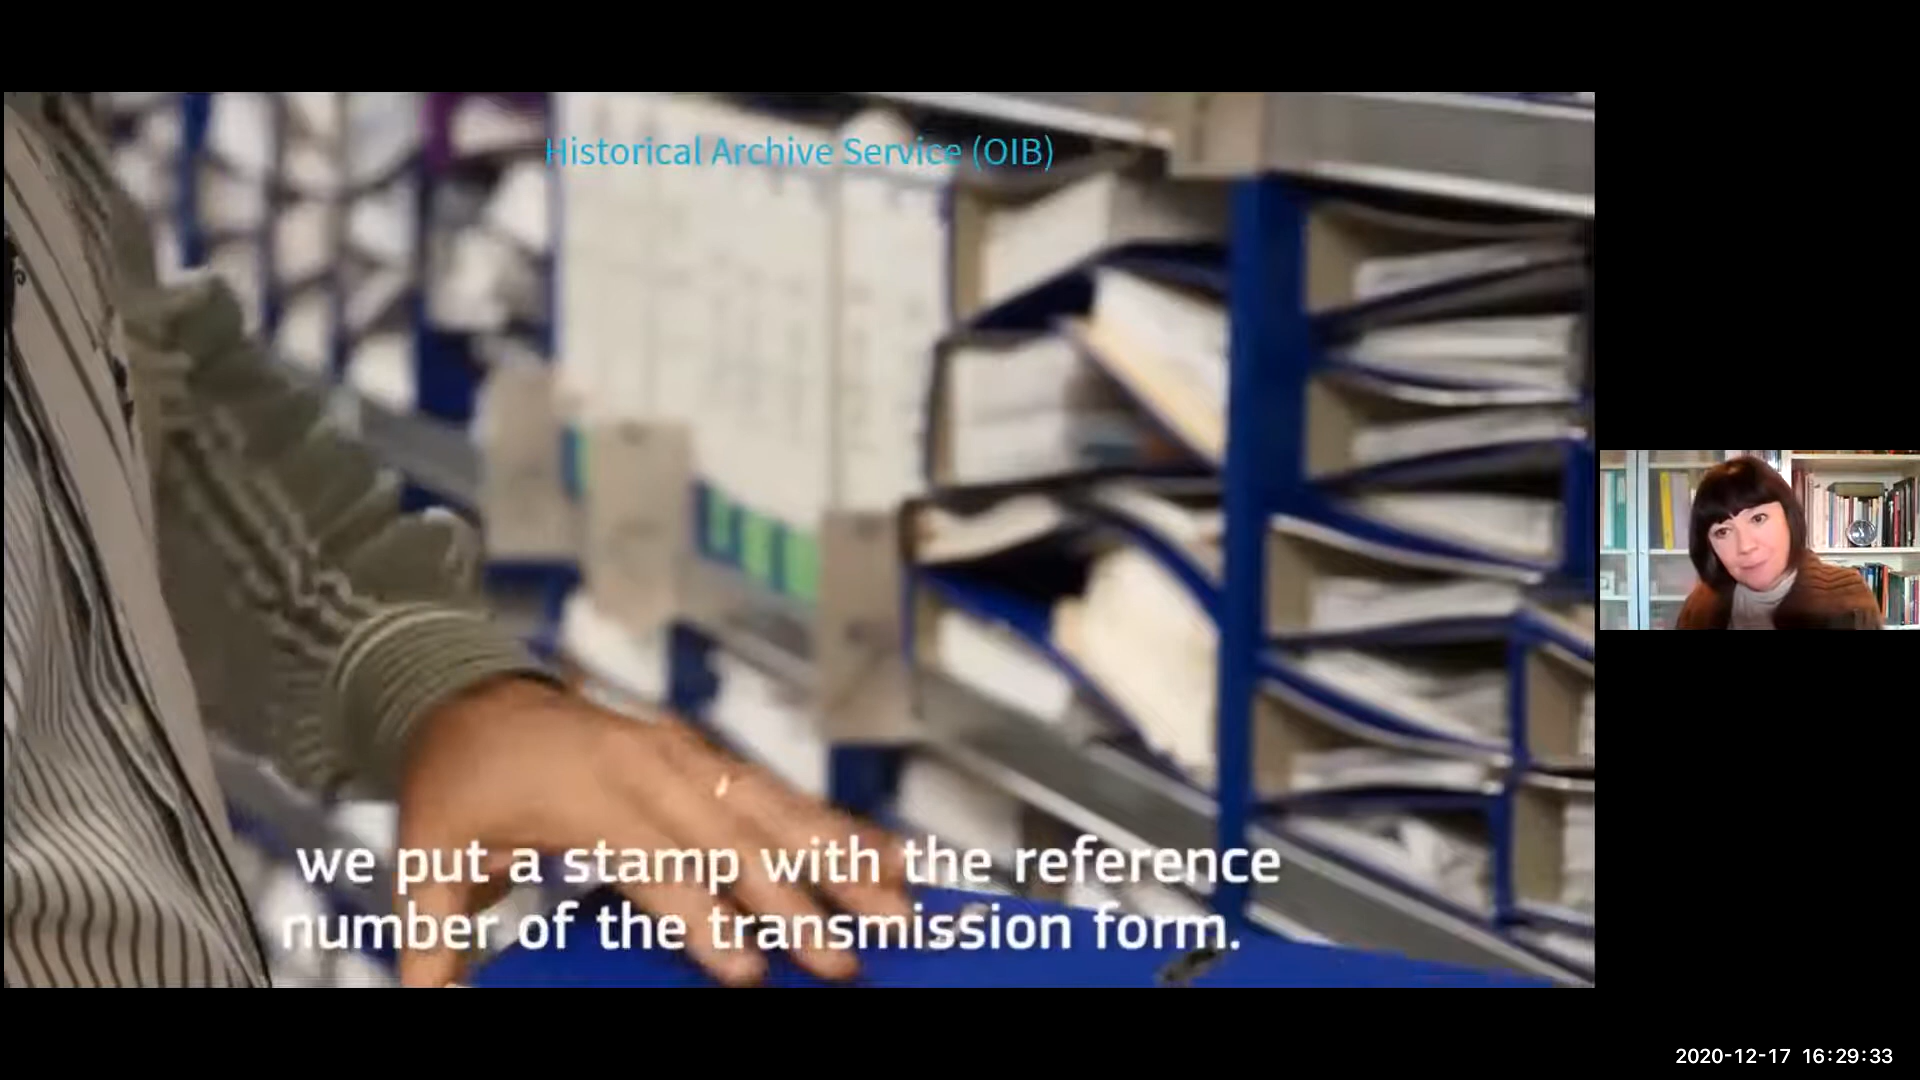 Historical Archive Service (OIB)
we put a stamp with the reference
number of the transmission form.
2020-12-17 16:29:33